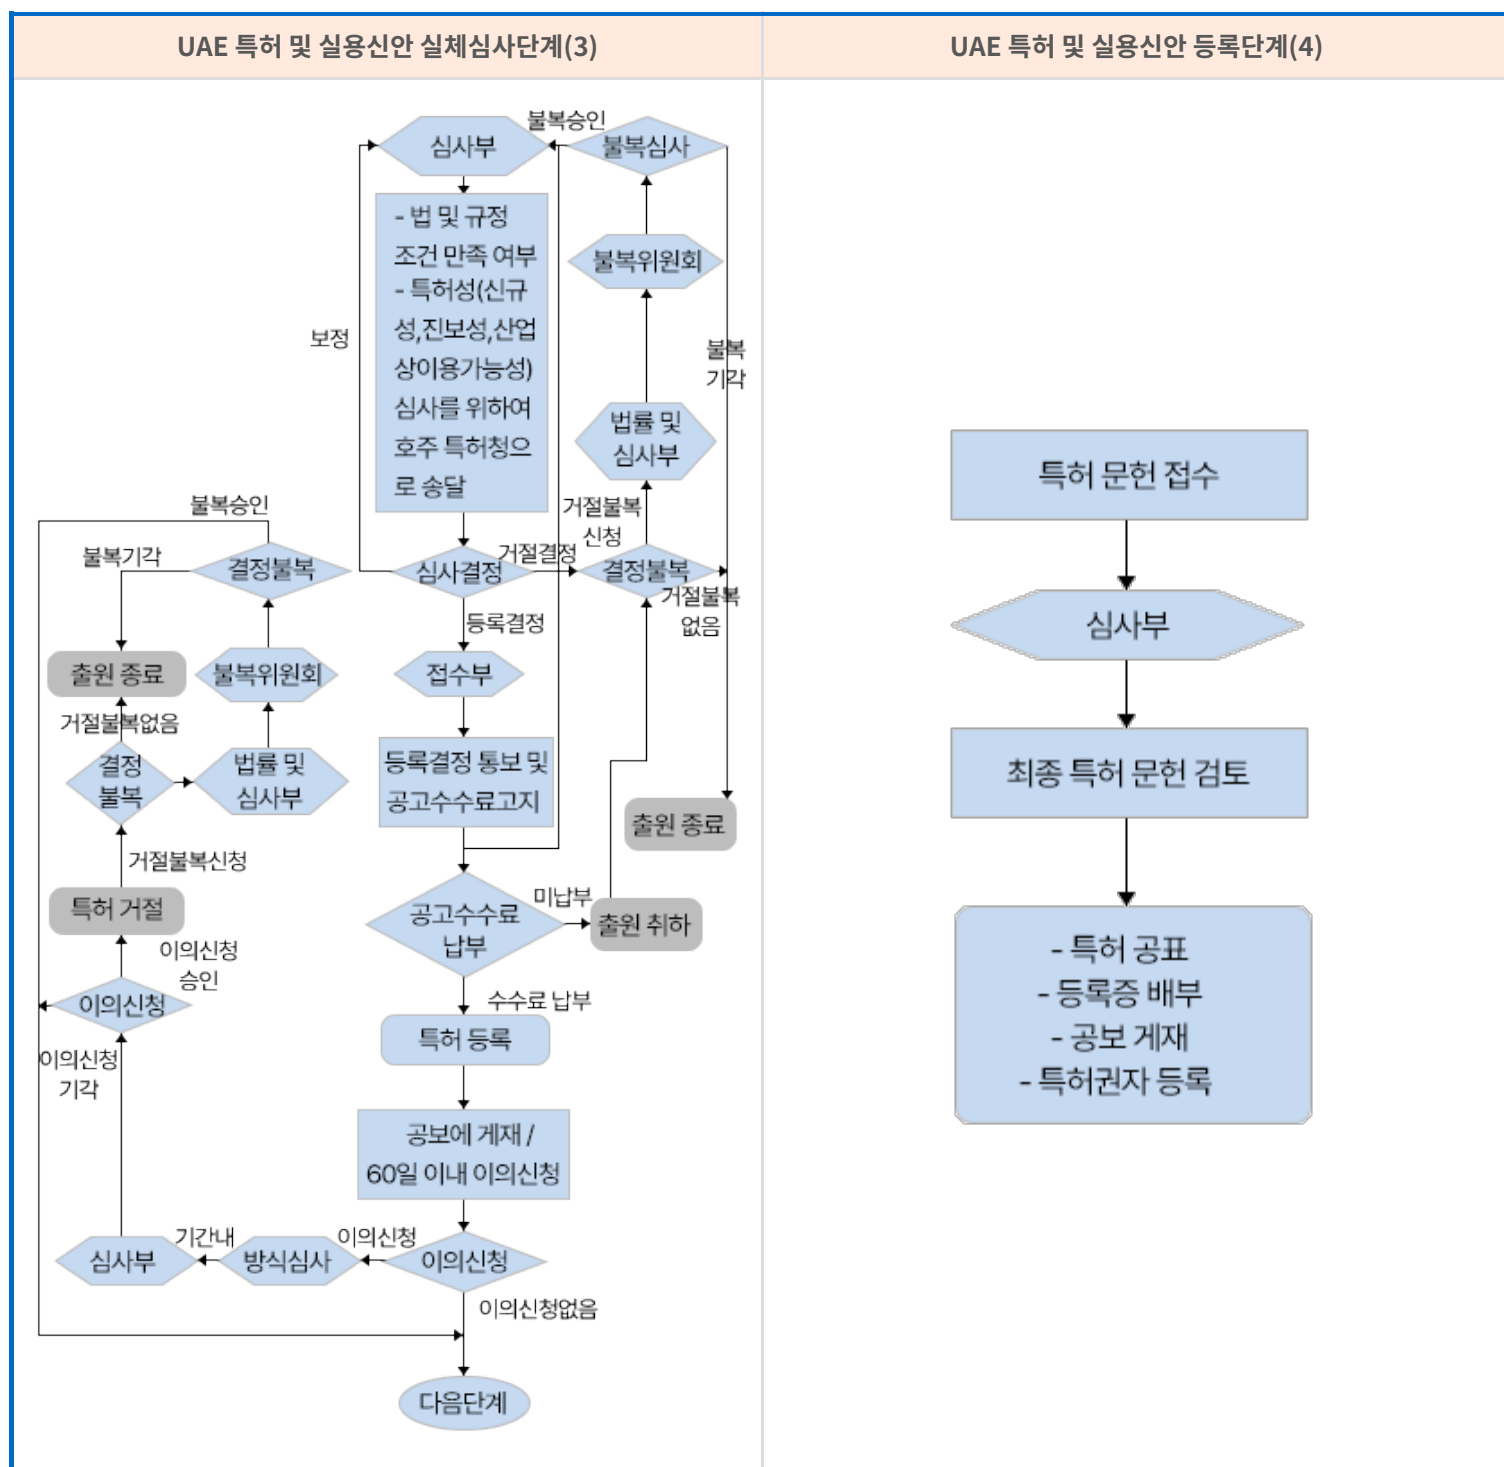 UAE 특허 및 실용신안 실체심사단계(3)
불복승인
심사부
불복심사
- 법 및 규정
조건 만족 여부
- 특허성(신규
성,진보성,산업
상이용가능성)
심사를 위하여
호주 특허청으
로 송달
불복위원회
보정
불복
기각
법률 및
심사부
거절불복
신청
불복승인
불복기각
결정불복
심사결정
거절결정
결정불복
거절불복
없음
등록결정
출원 종료
불복위원회
접수부
거절불복없음
결정
불복
법률 및
심사부
등록결정 통보 및
공고수수료고지
출원 종료
거절불복신청
특허 거절
공고수수료
납부
미납부
출원 취하
이의신청
승인
이의신청
수수료 납부
특허 등록
이의신청
기각
공보에 게재 /
60일 이내 이의신청
심사부
기간내
방식심사
이의신청
이의신청
이의신청없음
다음단계
UAE 특허 및 실용신안 등록단계(4)
특허 문헌 접수
심사부
최종 특허 문헌 검토
- 특허 공표
- 등록증 배부
- 공보 게재
- 특허권자 등록